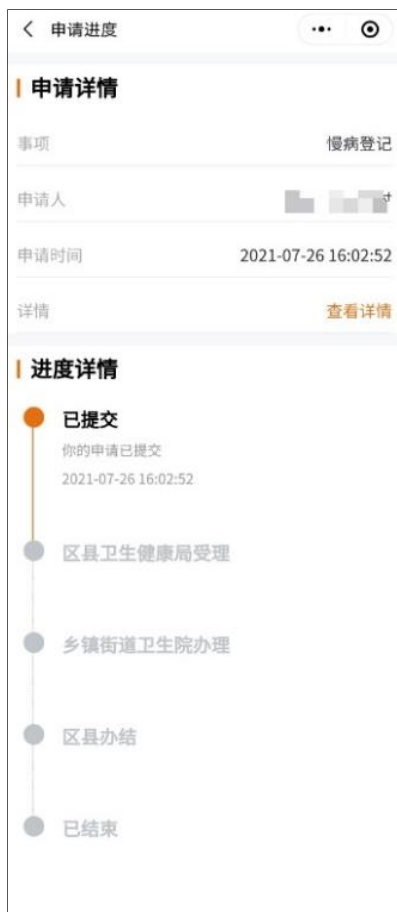 申请进度
申请详情
事项 慢病登记
申请人
申请时间 2021-07-26 16:02:52
详情 查看详情
进度详情
已提交
你的申请已提交
2021-07-26 16:02:52
区县卫生健康局受理
乡镇街道卫生院办理
区县办结
已结束